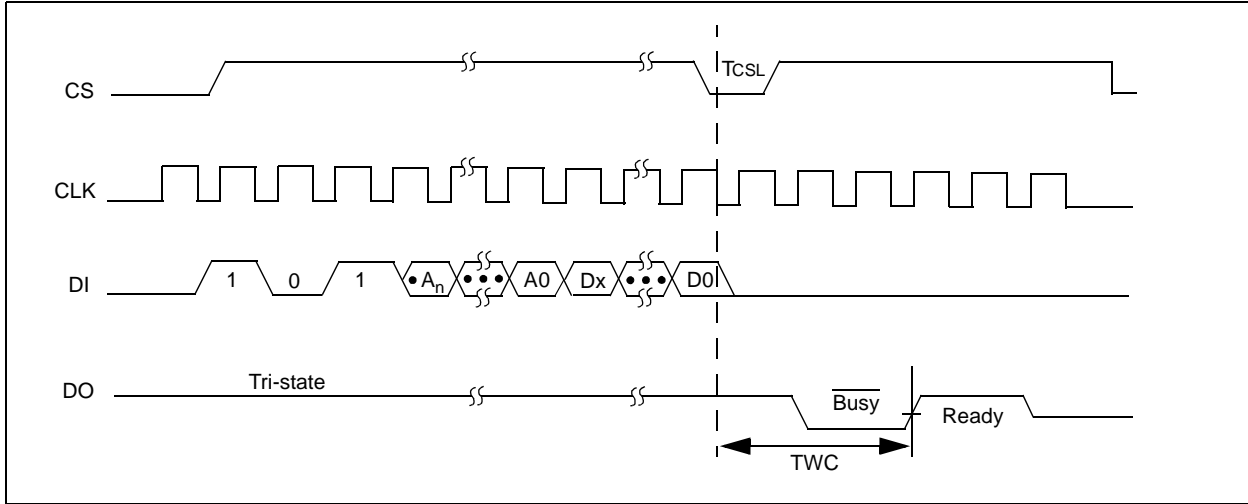 CS
TCSL
CLK
DI 1 0 1 •An ••• A0 Dx ••• D0
DO Tri-state
Busy Ready
TWC